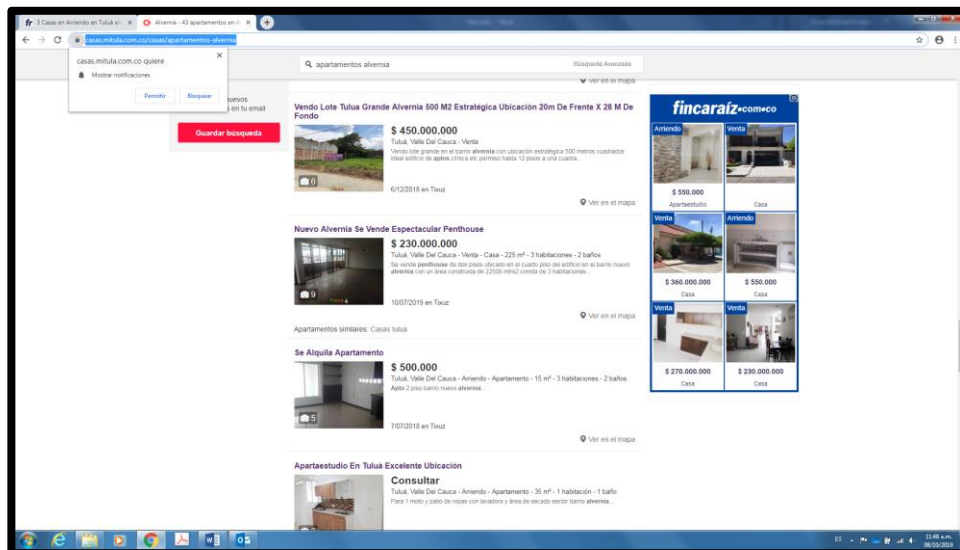 3 Casas en Arriendo en Tuluá
Alvernia - 43 apartamentos en
casas.mitula.com.co/casas/apartamentos-alvernia
casas.mitula.com.co quiere
Mostrar notificaciones
Permitir Bloquear
apartamentos alvernia
Búsqueda Avanzada
Ver en el mapa
nuevos
en tu email
Guardar búsqueda
Vendo Lote Tulua Grande Alvernia 500 M2 Estratégica Ubicación 20m De Frente X 28 M De
Fondo
$ 450.000.000
Tuluá, Valle Del Cauca - Venta
Vendo lote grande en el barrio alvernia con ubicación estratégica 500 metros cuadrados
ideal edificio de aptos clínica etc permiso hasta 12 pisos a una cuadra...
6
6/12/2018 en Tixuz
Ver en el mapa
Nuevo Alvernia Se Vende Espectacular Penthouse
$ 230.000.000
Tuluá, Valle Del Cauca - Venta - Casa - 225 m² - 3 habitaciones - 2 baños
Se venda penthouse de dos pisos ubicado en el cuarto piso del edificio en el barrio nuevo
alvernia con un área construida de 22508 mtrs2 consta de 3 habitaciones...
9
10/07/2019 en Tixuz
Ver en el mapa
Apartamentos similares: Casas tulua
Se Alquila Apartamento
$ 500.000
Tuluá, Valle Del Cauca - Arriendo - Apartamento - 15 m² - 3 habitaciones - 2 baños
Apto 2 piso barrio nuevo alvernia...
5
7/07/2018 en Tixuz
Ver en el mapa
Apartaestudio En Tuluá Excelente Ubicación
Consultar
Tuluá, Valle Del Cauca - Arriendo - Apartamento - 35 m² - 1 habitación - 1 baño
Para 1 moto y patio de ropas con lavadora y área de secado sector barrio alvernia...
fincaraíz.com.co
Arriendo
Venta
$ 550.000
Apartaestudio
Casa
Venta
Arriendo
$ 360.000.000
Casa
$ 550.000
Casa
Venta
Venta
$ 270.000.000
Casa
$ 230.000.000
Casa
ES
11:48 a.m.
08/10/2019